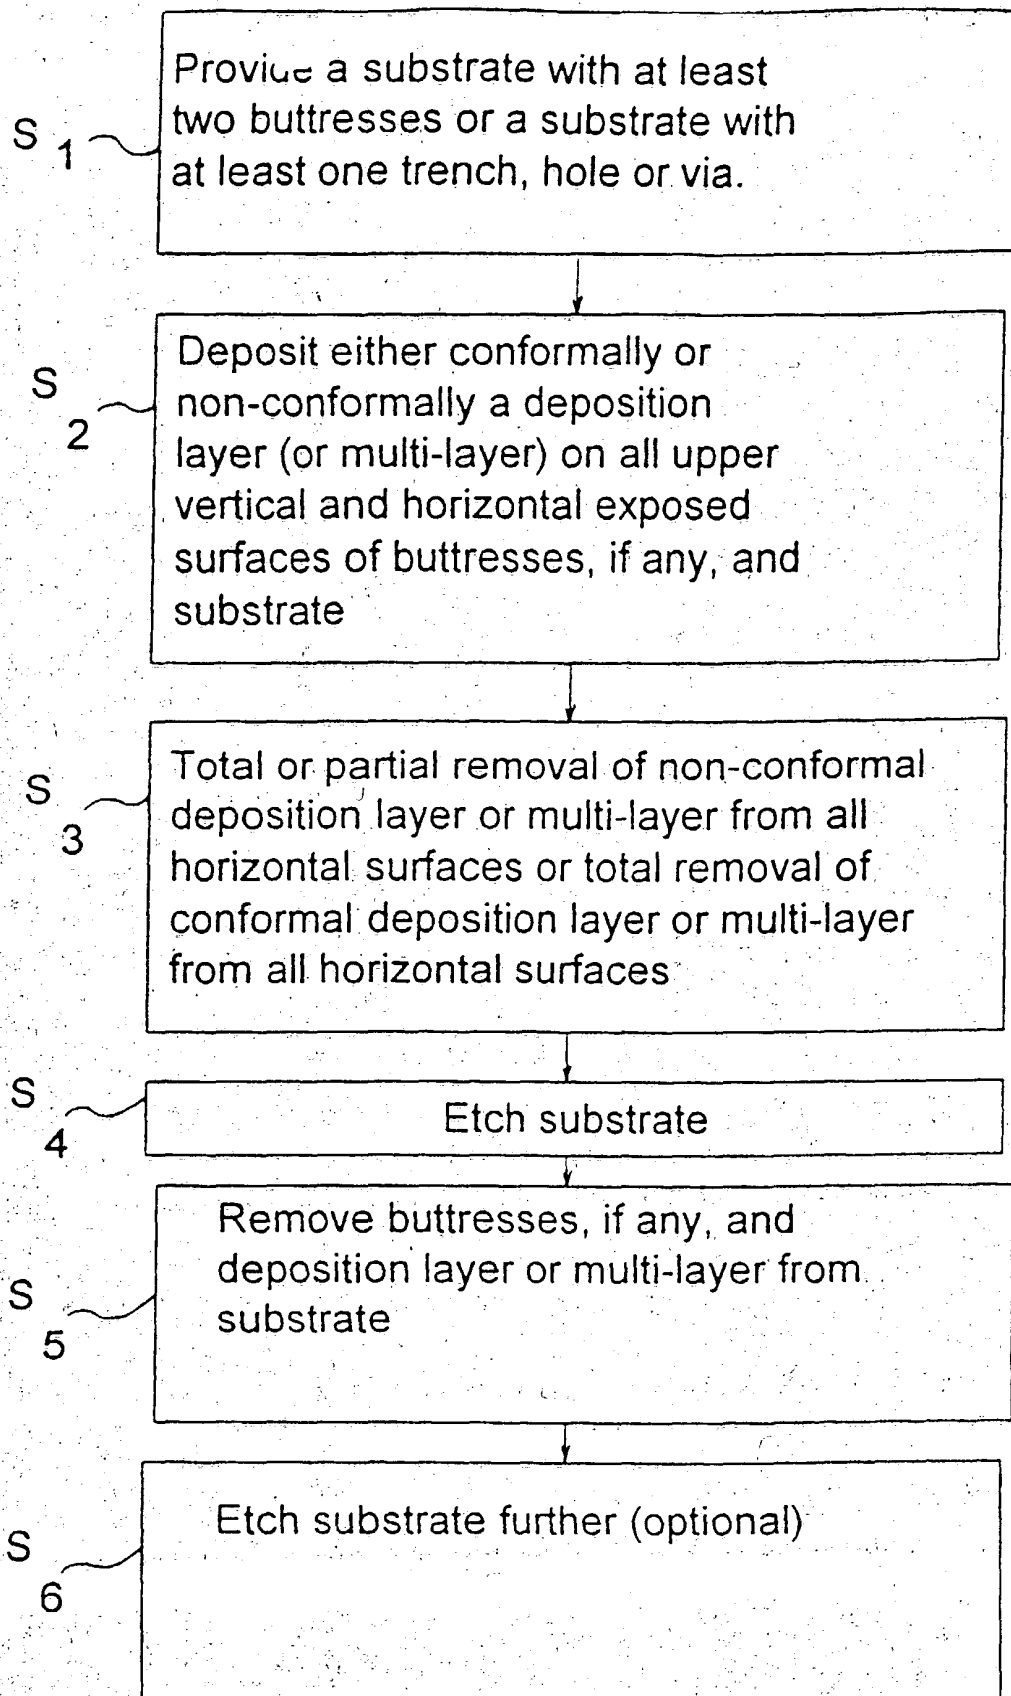 S 1
Provide a substrate with at least
two buttresses or a substrate with
at least one trench, hole or via.
S 2
Deposit either conformally or
non-conformally a deposition
layer (or multi-layer) on all upper
vertical and horizontal exposed
surfaces of buttresses, if any, and
substrate
S 3
Total or partial removal of non-conformal
deposition layer or multi-layer from all
horizontal surfaces or total removal of
conformal deposition layer or multi-layer
from all horizontal surfaces
S 4
Etch substrate
S 5
Remove buttresses, if any, and
deposition layer or multi-layer from
substrate
S 6
Etch substrate further (optional)